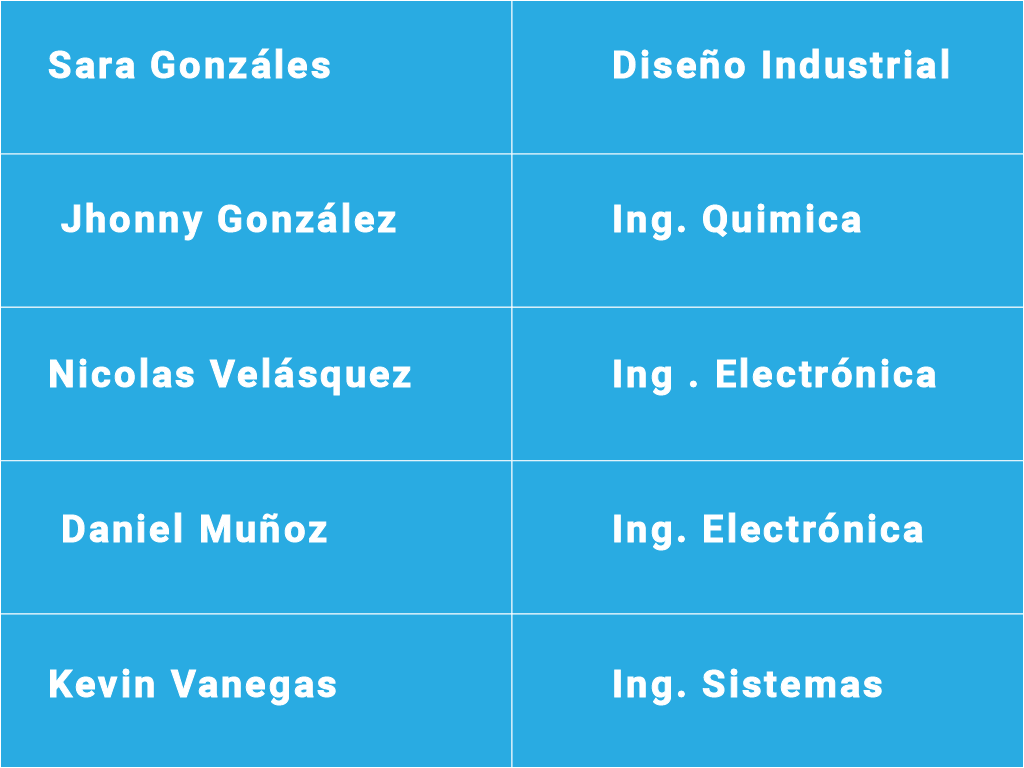 Sara Gonzáles Diseño Industrial
Jhonny González Ing. Quimica
Nicolas Velásquez Ing . Electrónica
Daniel Muñoz Ing. Electrónica
Kevin Vanegas Ing. Sistemas